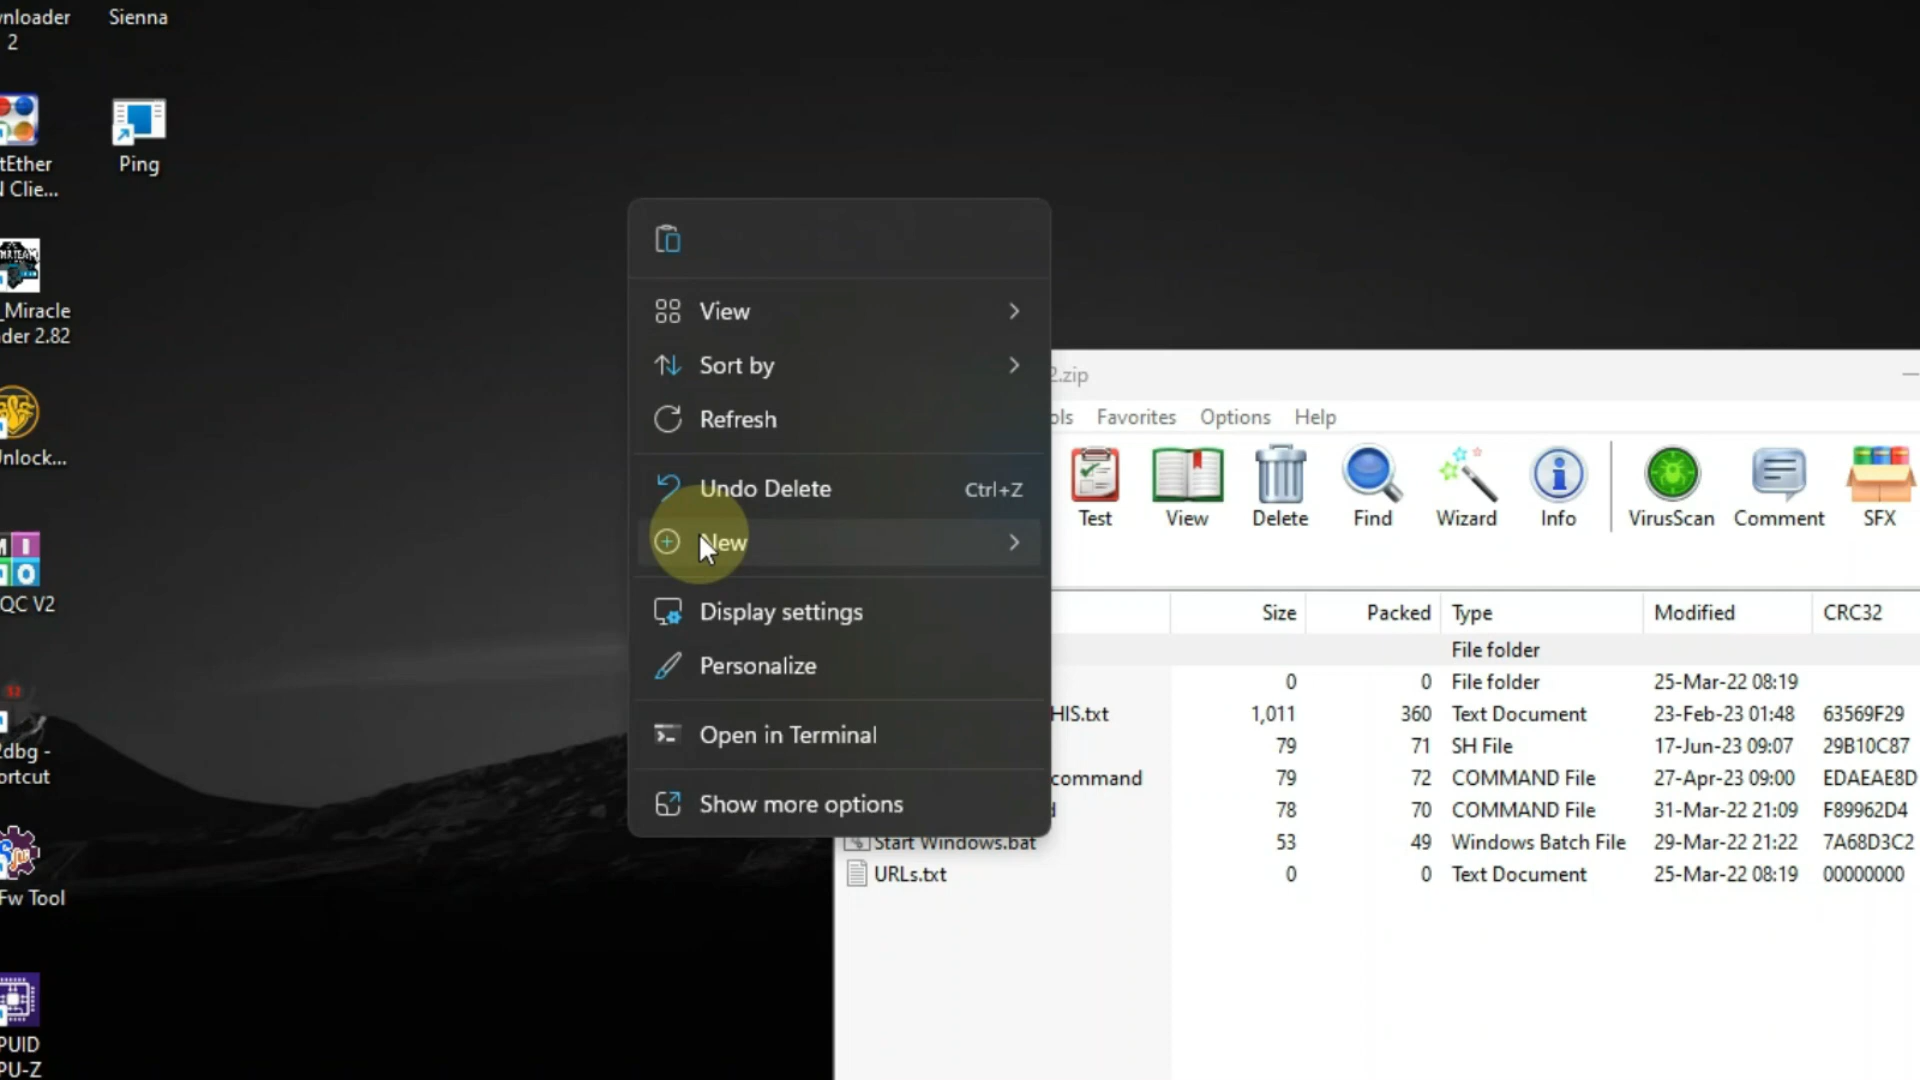 nloader
2
Sienna
Ping
tEther
Clie...
_Miracle
der 2.82
nlock...
M I
I O
QC V2
dbg -
ortcut
Fw Tool
PUID
PU-Z
View
Sort by
Refresh
Undo Delete Ctrl+Z
New
Display settings
Personalize
Open in Terminal
Show more options
2.zip
ols Favorites Options Help
Test View Delete Find Wizard Info VirusScan Comment SFX
Size Packed Type Modified CRC32
File folder
0 0 File folder 25-Mar-22 08:19
HIS.txt 1,011 360 Text Document 23-Feb-23 01:48 63569F29
79 71 SH File 17-Jun-23 09:07 29B10C87
command 79 72 COMMAND File 27-Apr-23 09:00 EDAEAE8D
78 70 COMMAND File 31-Mar-22 21:09 F89962D4
Start Windows.bat 53 49 Windows Batch File 29-Mar-22 21:22 7A68D3C2
URLs.txt 0 0 Text Document 25-Mar-22 08:19 00000000